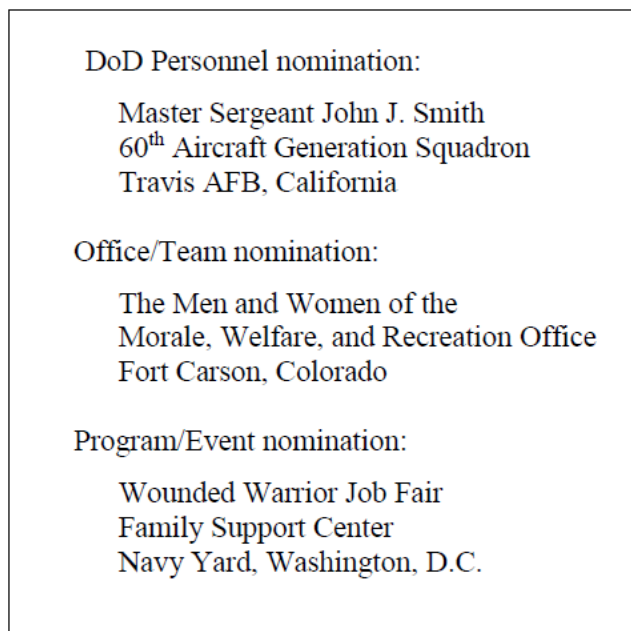 DoD Personnel nomination:
Master Sergeant John J. Smith
60th Aircraft Generation Squadron
Travis AFB, California
Office/Team nomination:
The Men and Women of the
Morale, Welfare, and Recreation Office
Fort Carson, Colorado
Program/Event nomination:
Wounded Warrior Job Fair
Family Support Center
Navy Yard, Washington, D.C.